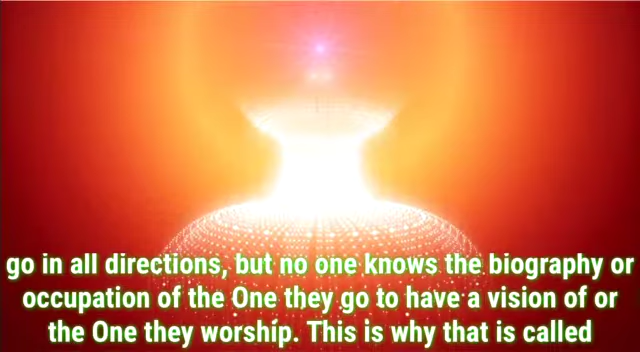 go in all directions, but no one knows the biography or
occupation of the One they go to have a vision of or
the One they worship. This is why that is called